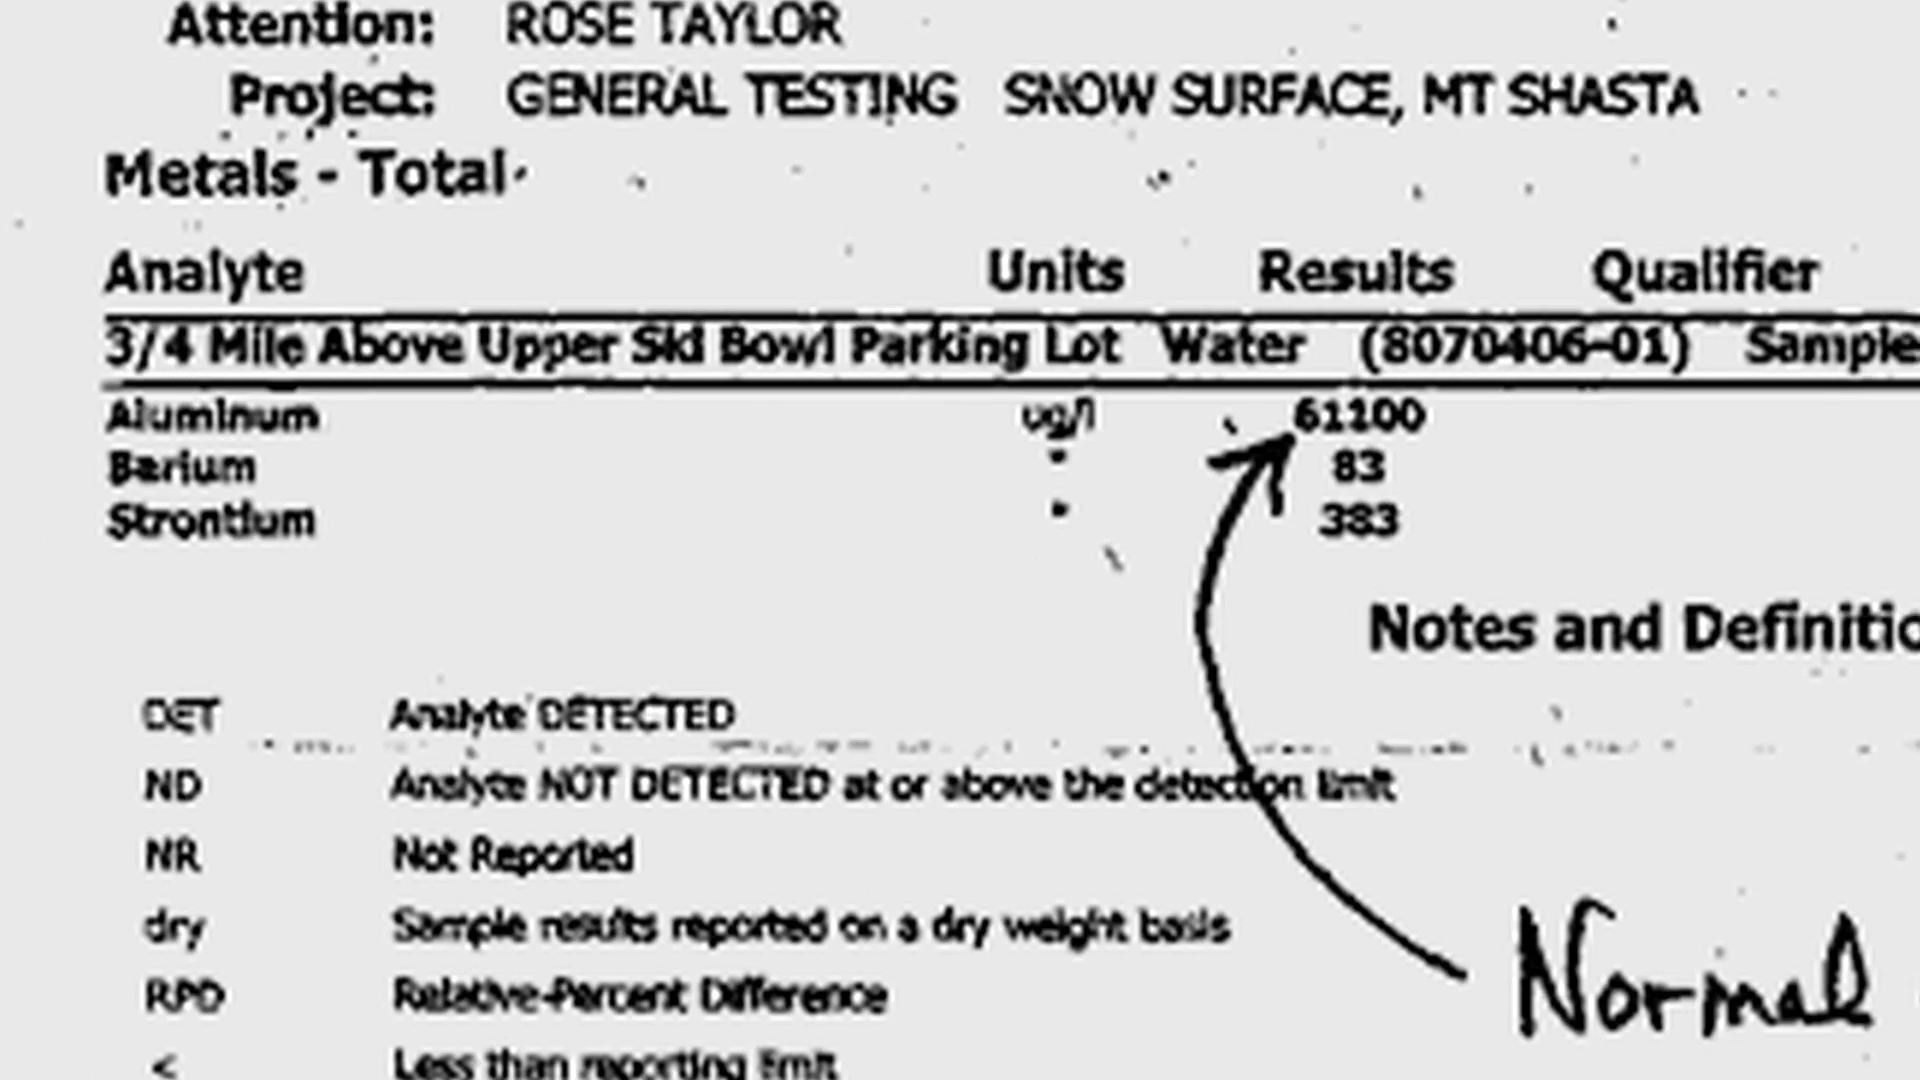 Attention: ROSE TAYLOR
Project: GENERAL TESTING SNOW SURFACE, MT SHASTA
Metals - Total
Analyte Units Results Qualifier
3/4 Mile Above Upper Ski Bowl Parking Lot Water (8070406-01) Sample
Aluminum ug/l 61100
Barium " 83
Strontium " 383
Notes and Definitio
DET Analyte DETECTED
ND Analyte NOT DETECTED at or above the detection limit
NR Not Reported
dry Sample results reported on a dry weight basis
RPD Relative Percent Difference
< Less than reporting limit
Normal